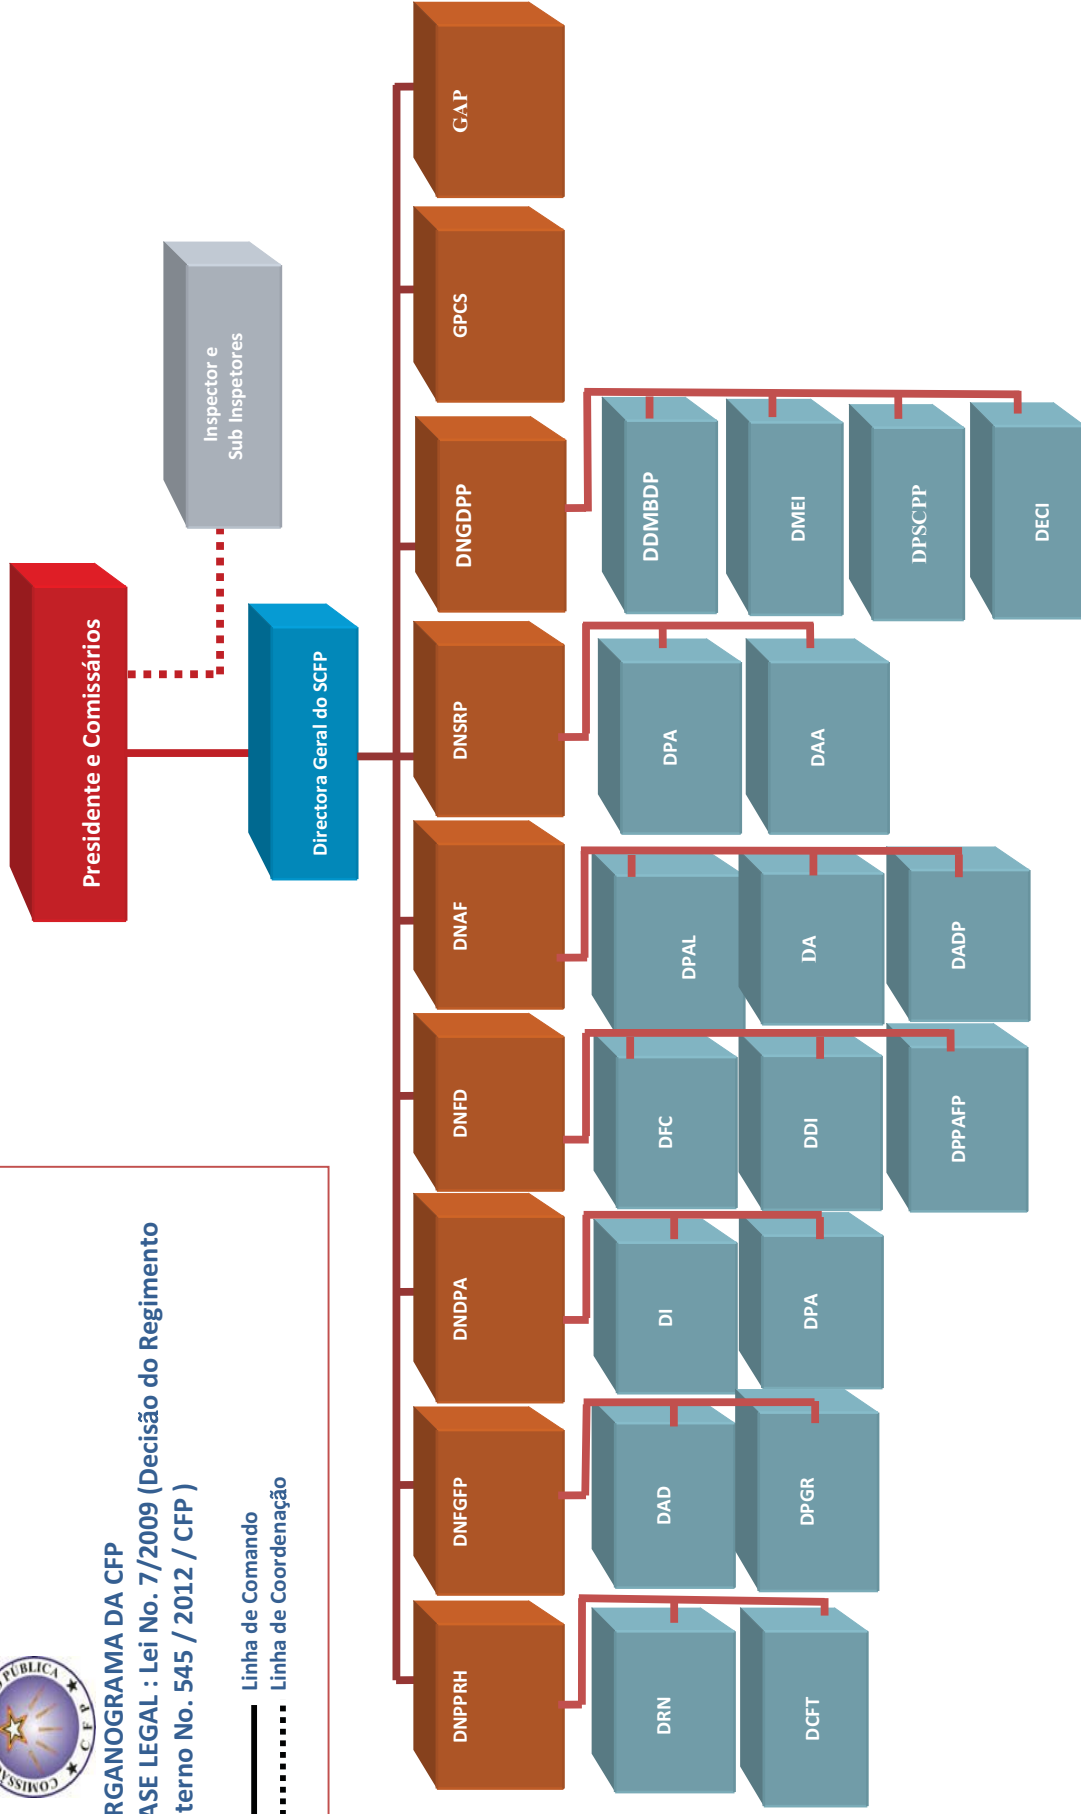 PÚBLICA
COMISSÃ
C F P
RGANOGRAMA DA CFP
ASE LEGAL : Lei No. 7/2009 (Decisão do Regimento
terno No. 545 / 2012 / CFP )
Linha de Comando
Linha de Coordenação
Presidente e Comissários
Inspector e
Sub Inspetores
Directora Geral do SCFP
DNPPRH
DNFGFP
DNDPA
DNFD
DNAF
DNSRP
DNGDPP
GPCS
GAP
DRN
DCFT
DAD
DPGR
DI
DPA
DFC
DDI
DPPAFP
DPAL
DA
DADP
DPA
DAA
DDMBDP
DMEI
DPSCPP
DECI